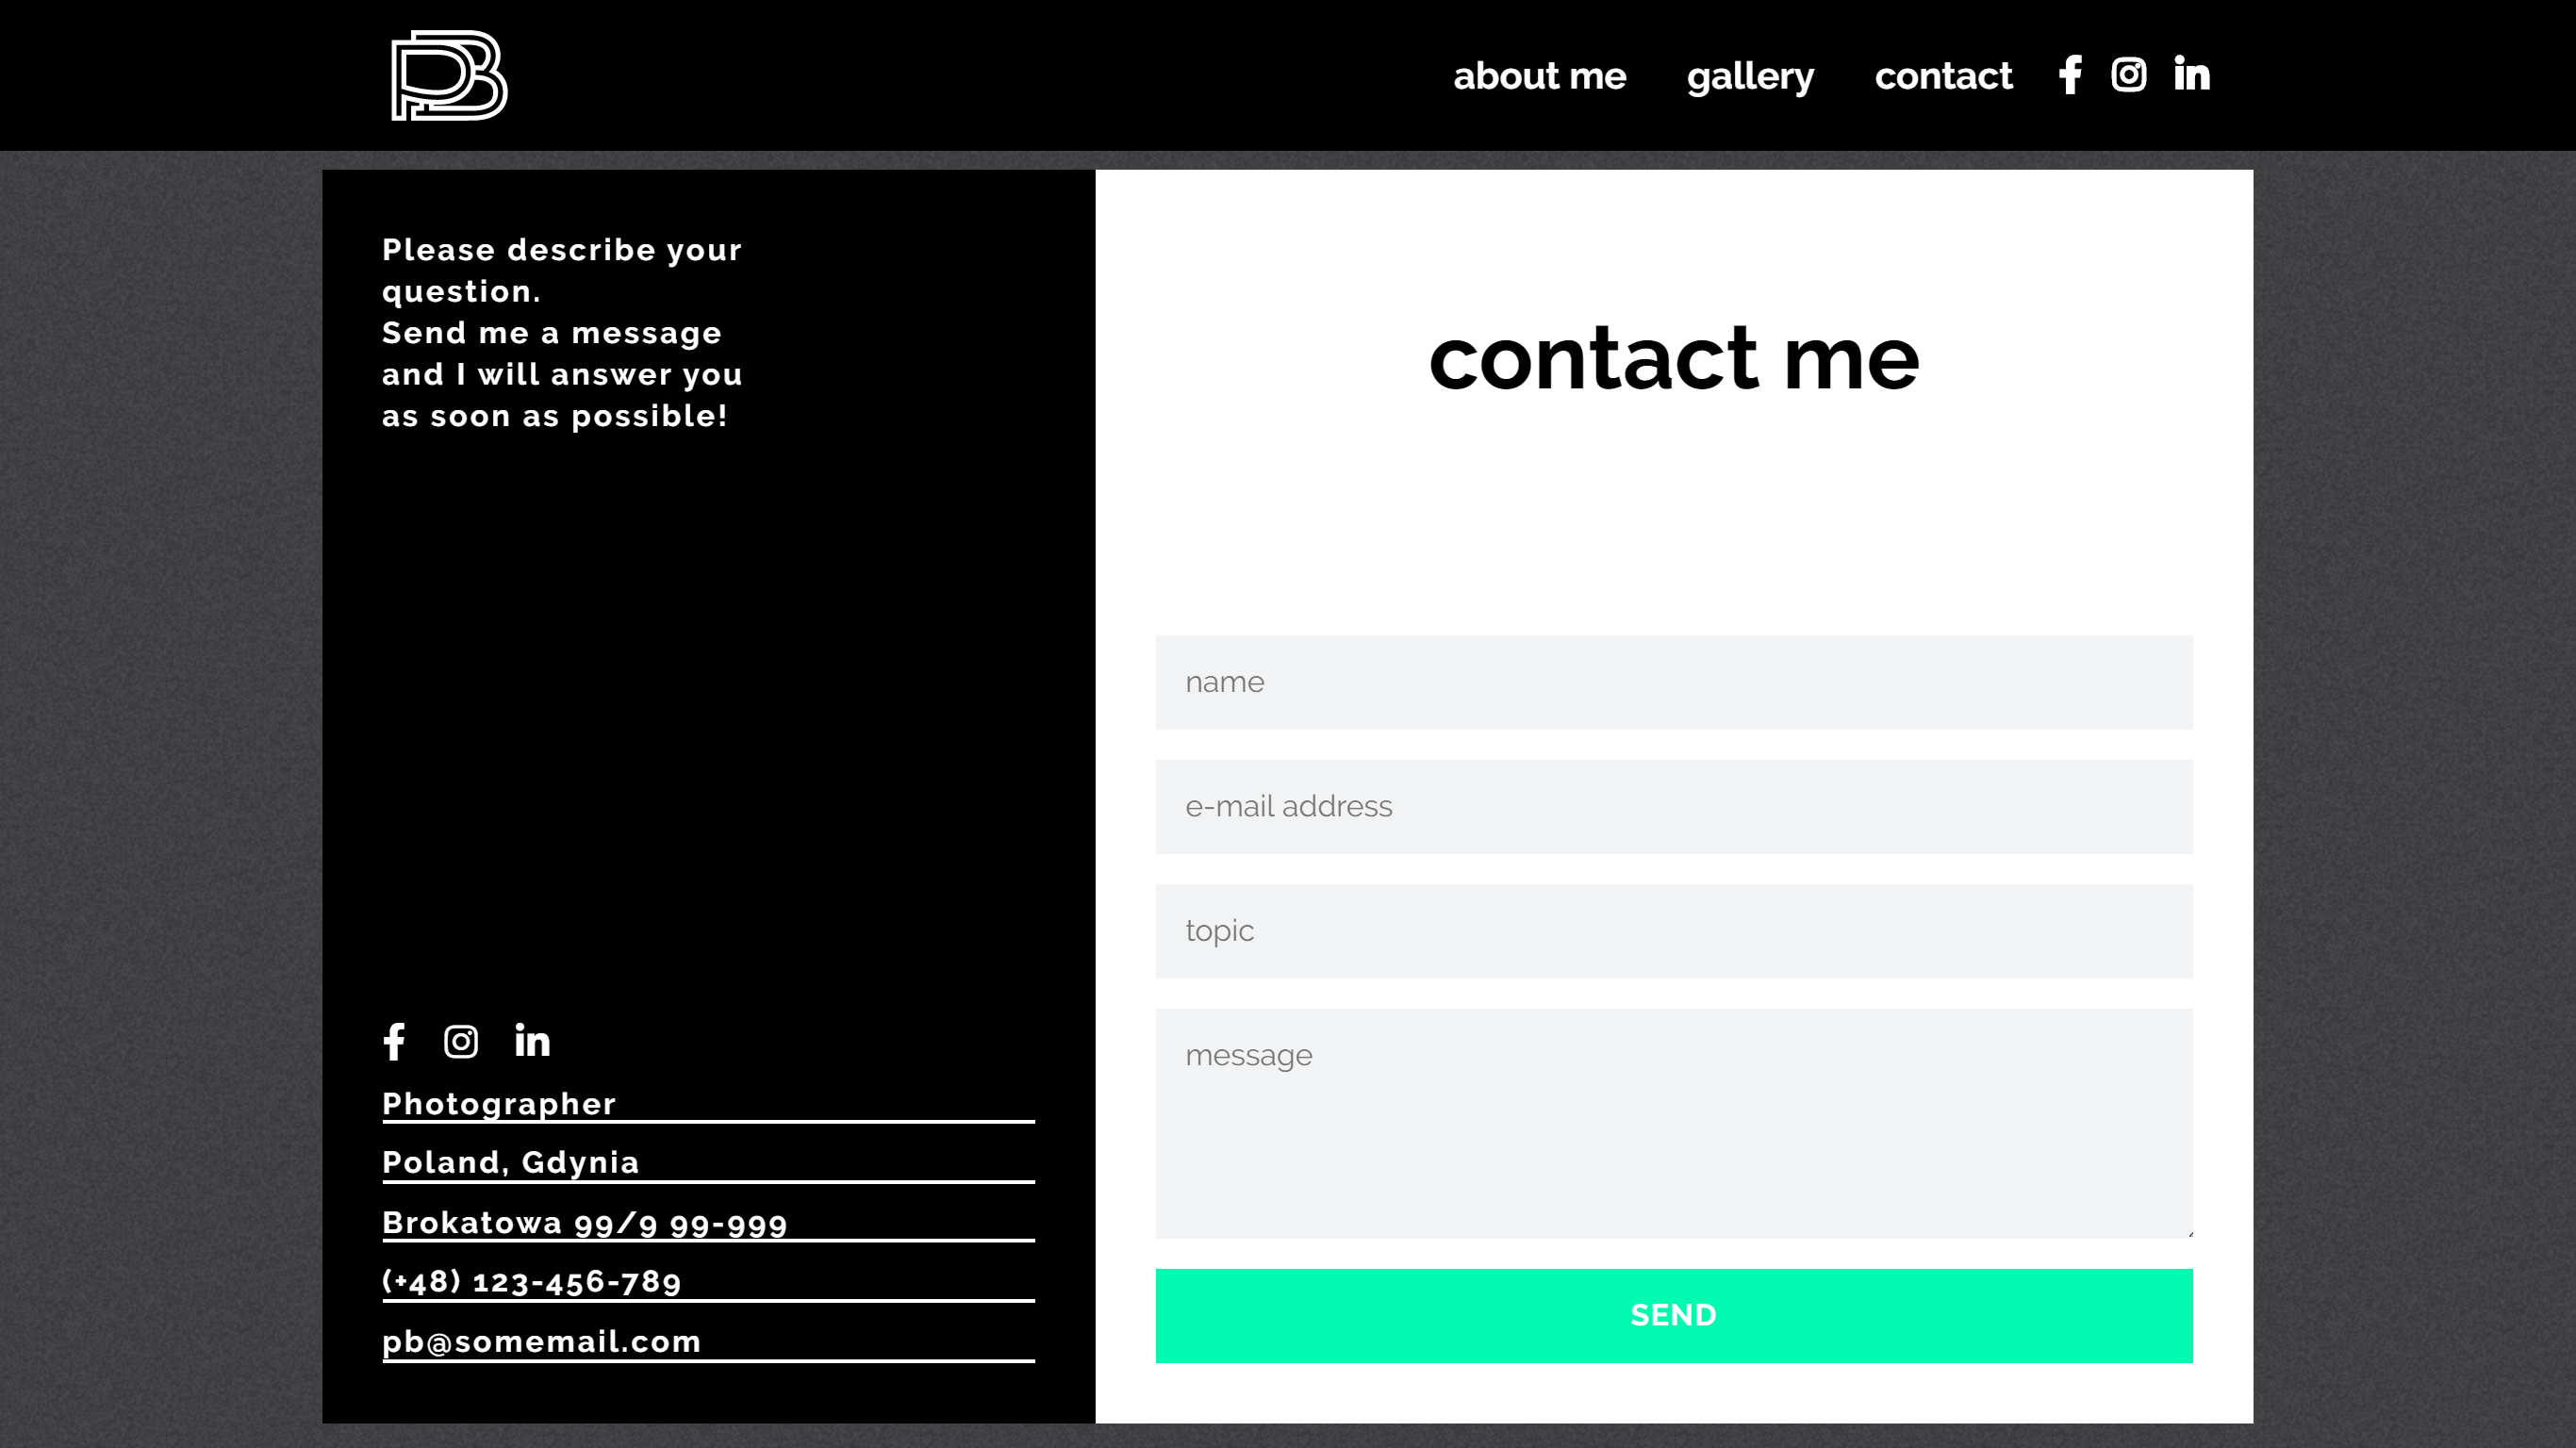 PB
about me gallery contact
Please describe your
question.
Send me a message
and I will answer you
as soon as possible!
Photographer
Poland, Gdynia
Brokatowa 99/9 99-999
(+48) 123-456-789
pb@somemail.com
contact me
name
e-mail address
topic
message
SEND